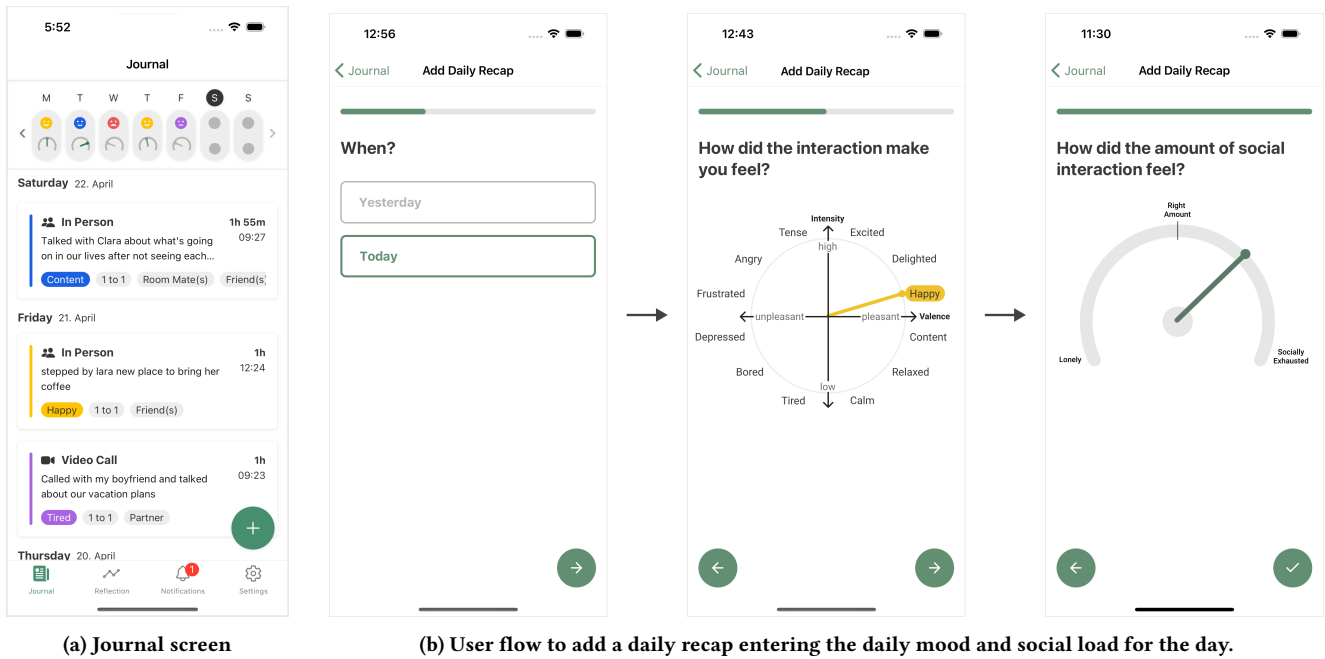 5:52
Journal
M T W T F S S
Saturday 22. April
In Person 1h 55m
Talked with Clara about what's going 09:27
on in our lives after not seeing each...
Content 1 to 1 Room Mate(s) Friend(s)
Friday 21. April
In Person 1h
stepped by lara new place to bring her 12:24
coffee
Happy 1 to 1 Friend(s)
Video Call 1h
Called with my boyfriend and talked 09:23
about our vacation plans
Tired 1 to 1 Partner
+
Thursday 20. April
1
Journal Reflection Notifications Settings
(a) Journal screen
12:56
Journal Add Daily Recap
When?
Yesterday
Today
12:43
Journal Add Daily Recap
How did the interaction make
you feel?
Intensity
Tense Excited
high
Angry Delighted
Frustrated Happy
unpleasant pleasant Valence
Depressed Content
Bored Relaxed
low
Tired Calm
11:30
Journal Add Daily Recap
How did the amount of social
interaction feel?
Right
Amount
Lonely Socially
Exhausted
(b) User flow to add a daily recap entering the daily mood and social load for the day.